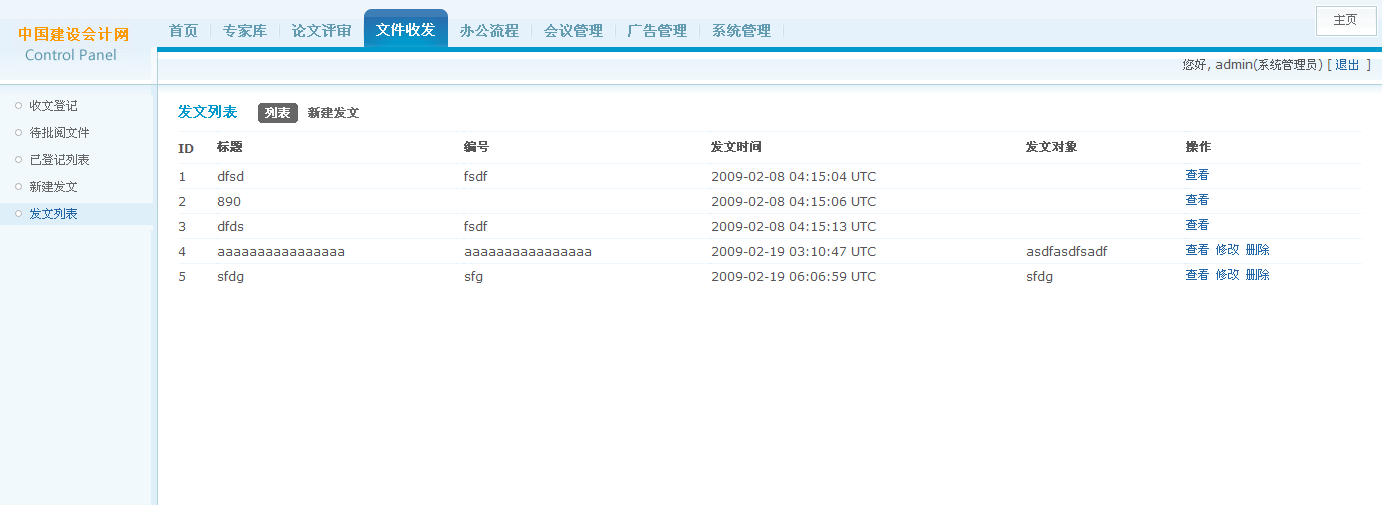 中国建设会计网
Control Panel
首页 专家库 论文评审 文件收发 办公流程 会议管理 广告管理 系统管理
主页
您好, admin(系统管理员) [ 退出 ]
收文登记
待批阅文件
已登记列表
新建发文
发文列表
发文列表 列表 新建发文
ID 标题 编号 发文时间 发文对象 操作
1 dfsd fsdf 2009-02-08 04:15:04 UTC 查看
2 890 2009-02-08 04:15:06 UTC 查看
3 dfds fsdf 2009-02-08 04:15:13 UTC 查看
4 aaaaaaaaaaaaaaaa aaaaaaaaaaaaaaaa 2009-02-19 03:10:47 UTC asdfasdfsadf 查看 修改 删除
5 sfdg sfg 2009-02-19 06:06:59 UTC sfdg 查看 修改 删除